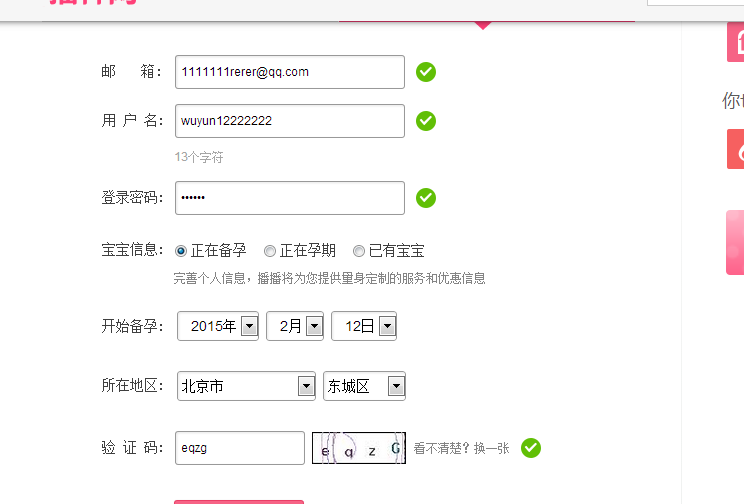 邮 箱: 1111111rerer@qq.com
用 户 名: wuyun12222222
13个字符
登录密码: ••••••
宝宝信息: 正在备孕 正在孕期 已有宝宝
完善个人信息，播播将为您提供量身定制的服务和优惠信息
开始备孕: 2015年 2月 12日
所在地区: 北京市 东城区
验 证 码: eqzg e q z G 看不清楚？换一张
你